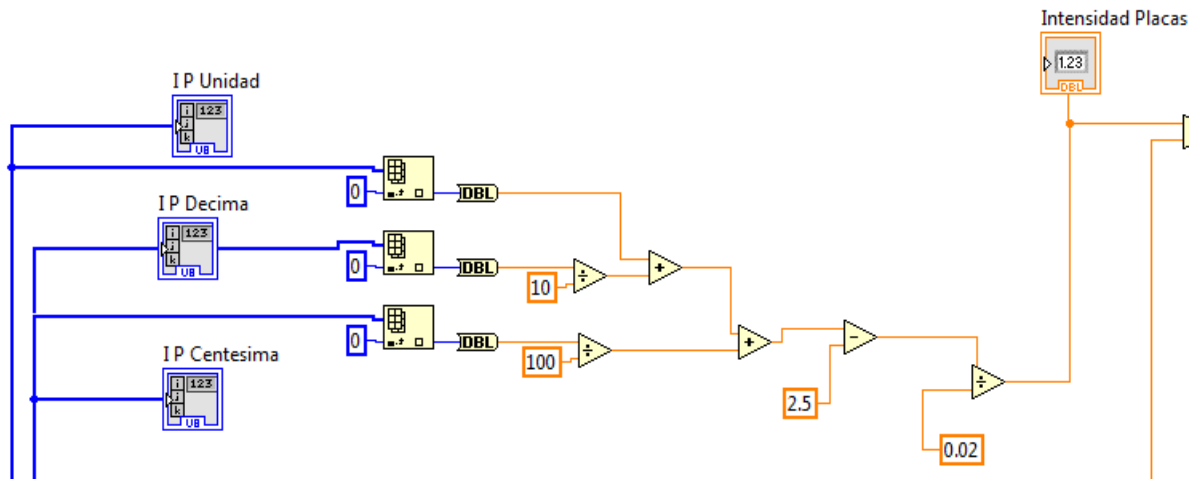 Intensidad Placas
1.23
DBL
I P Unidad
i 123
j
k
U8
0
DBL
I P Decima
i 123
j
k
U8
0
DBL
÷
10
+
0
DBL
÷
100
+
−
2.5
÷
0.02
I P Centesima
i 123
j
k
U8